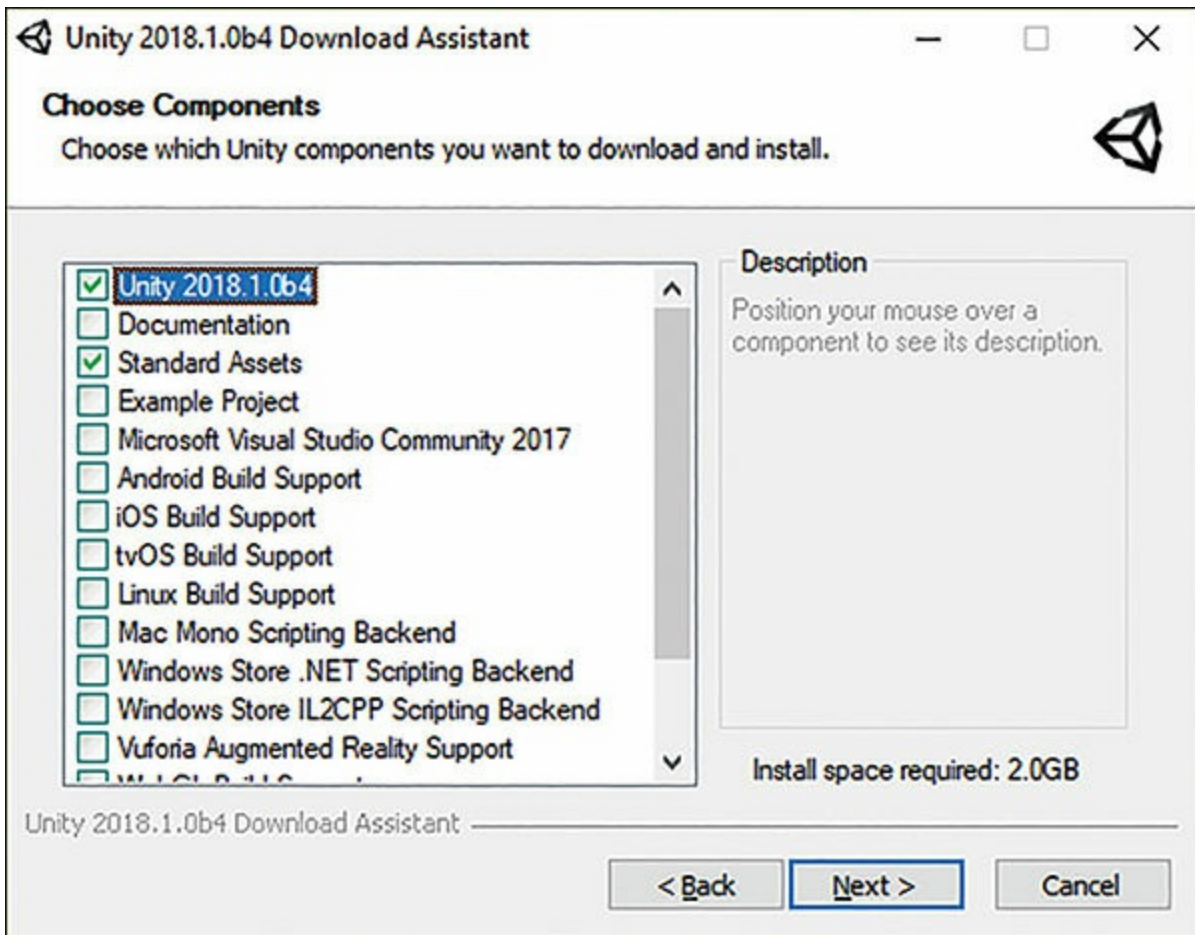 Unity 2018.1.0b4 Download Assistant
Choose Components
Choose which Unity components you want to download and install.
Unity 2018.1.0b4
Documentation
Standard Assets
Example Project
Microsoft Visual Studio Community 2017
Android Build Support
iOS Build Support
tvOS Build Support
Linux Build Support
Mac Mono Scripting Backend
Windows Store .NET Scripting Backend
Windows Store IL2CPP Scripting Backend
Vuforia Augmented Reality Support
Description
Position your mouse over a
component to see its description.
Install space required: 2.0GB
Unity 2018.1.0b4 Download Assistant
< Back
Next >
Cancel